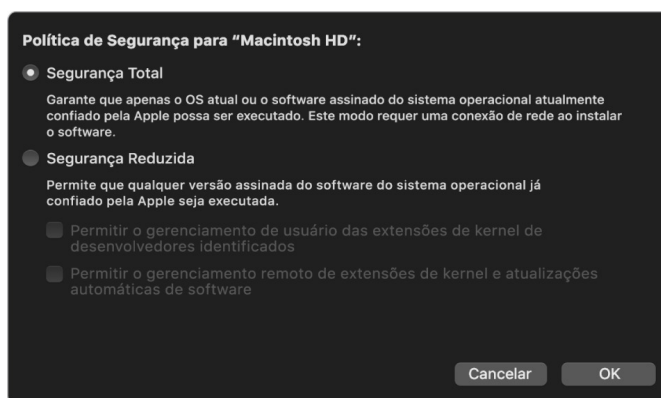 Política de Segurança para “Macintosh HD”:
Segurança Total
Garante que apenas o OS atual ou o software assinado do sistema operacional atualmente
confiado pela Apple possa ser executado. Este modo requer uma conexão de rede ao instalar
o software.
Segurança Reduzida
Permite que qualquer versão assinada do software do sistema operacional já
confiado pela Apple seja executada.
Permitir o gerenciamento de usuário das extensões de kernel de
desenvolvedores identificados
Permitir o gerenciamento remoto de extensões de kernel e atualizações
automáticas de software
Cancelar
OK